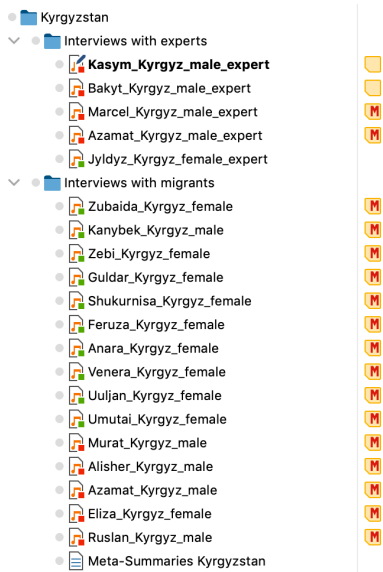 Kyrgyzstan
Interviews with experts
Kasym_Kyrgyz_male_expert
Bakyt_Kyrgyz_male_expert
Marcel_Kyrgyz_male_expert M
Azamat_Kyrgyz_male_expert M
Jyldyz_Kyrgyz_female_expert
Interviews with migrants
Zubaida_Kyrgyz_female M
Kanybek_Kyrgyz_male M
Zebi_Kyrgyz_female M
Guldar_Kyrgyz_female M
Shukurnisa_Kyrgyz_female M
Feruza_Kyrgyz_female M
Anara_Kyrgyz_female M
Venera_Kyrgyz_female M
Uuljan_Kyrgyz_female M
Umutai_Kyrgyz_female M
Murat_Kyrgyz_male M
Alisher_Kyrgyz_male M
Azamat_Kyrgyz_male M
Eliza_Kyrgyz_female M
Ruslan_Kyrgyz_male M
Meta-Summaries Kyrgyzstan